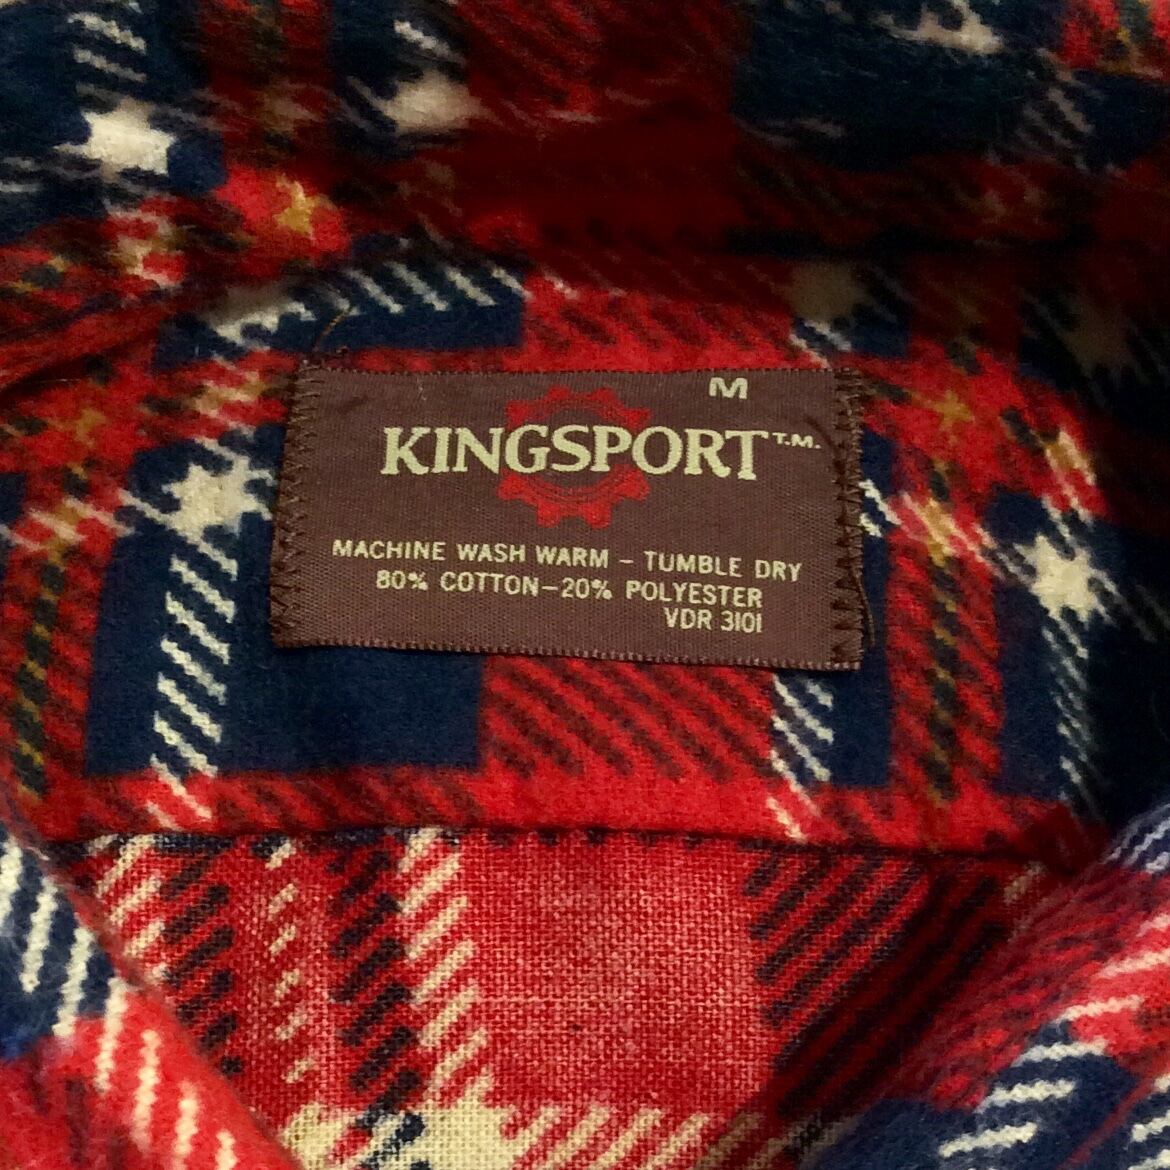 M
KINGSPORT T.M.
MACHINE WASH WARM – TUMBLE DRY
80% COTTON–20% POLYESTER
VDR 3101